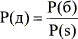 P(д) = P(б) / P(s)